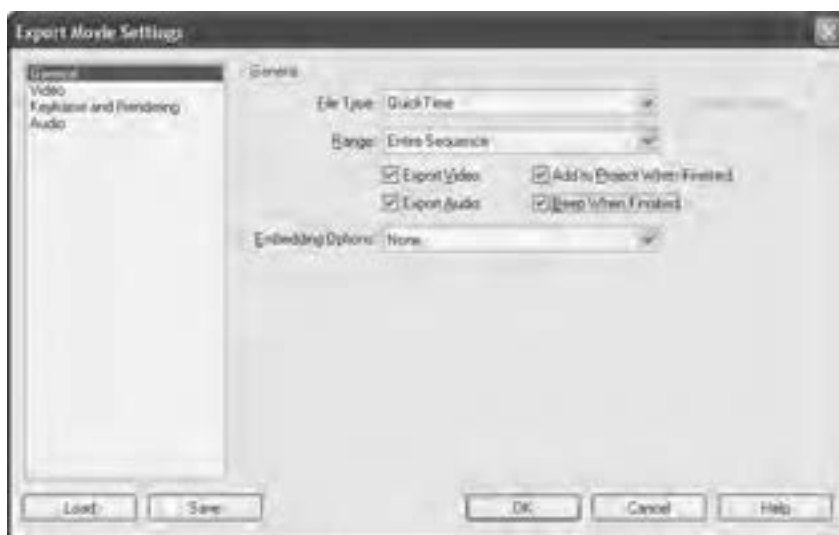 Export Movie Settings
General
Video
Keyframe and Rendering
Audio
General
File Type: QuickTime
Range: Entire Sequence
Export Video
Add to Project When Finished
Export Audio
Beep When Finished
Embedding Options: None
Load
Save
OK
Cancel
Help